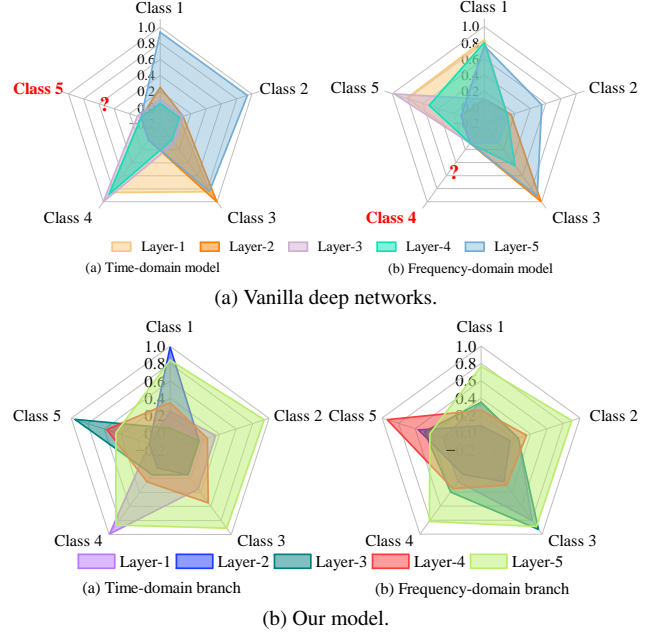 Class 1
1.0
0.8
0.6
0.4
0.2
Class 5
?
Class 2
Class 4
Class 3
Class 1
1.0
0.8
0.6
0.4
0.2
Class 5
Class 2
?
Class 4
Class 3
Layer-1 Layer-2 Layer-3 Layer-4 Layer-5
(a) Time-domain model (b) Frequency-domain model
(a) Vanilla deep networks.
Class 1
1.0
0.8
0.6
0.4
0.2
Class 5
Class 2
Class 4
Class 3
Class 1
1.0
0.8
0.6
0.4
0.2
Class 5
Class 2
Class 4
Class 3
Layer-1 Layer-2 Layer-3 Layer-4 Layer-5
(a) Time-domain branch (b) Frequency-domain branch
(b) Our model.